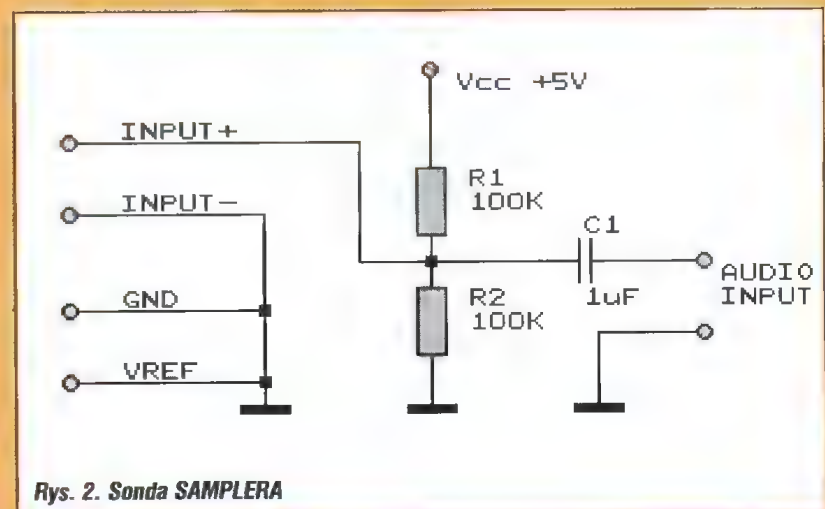 Vcc +5V
INPUT+
R1
100K
INPUT-
C1
1uF
AUDIO
INPUT
GND
R2
100K
VREF
Rys. 2. Sonda SAMPLERA